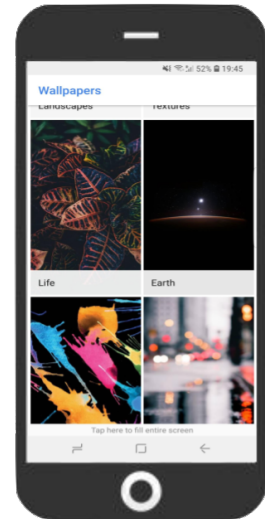 52% 19:45
Wallpapers
Landscapes Textures
Life Earth
Tap here to fill entire screen